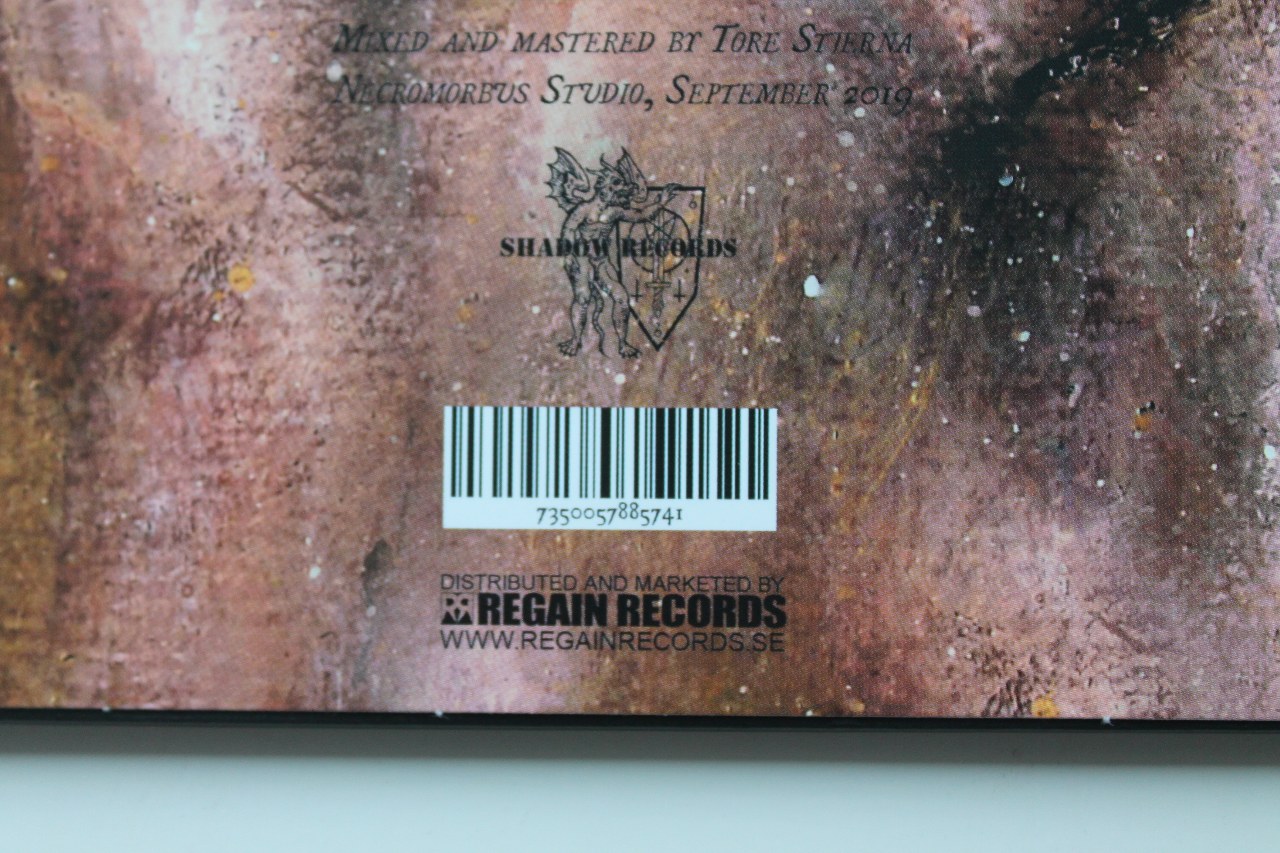 Mixed and mastered by Tore Stjerna
Necromorbus Studio, September 2019
SHADOW RECORDS
7350057885741
DISTRIBUTED AND MARKETED BY
REGAIN RECORDS
WWW.REGAINRECORDS.SE